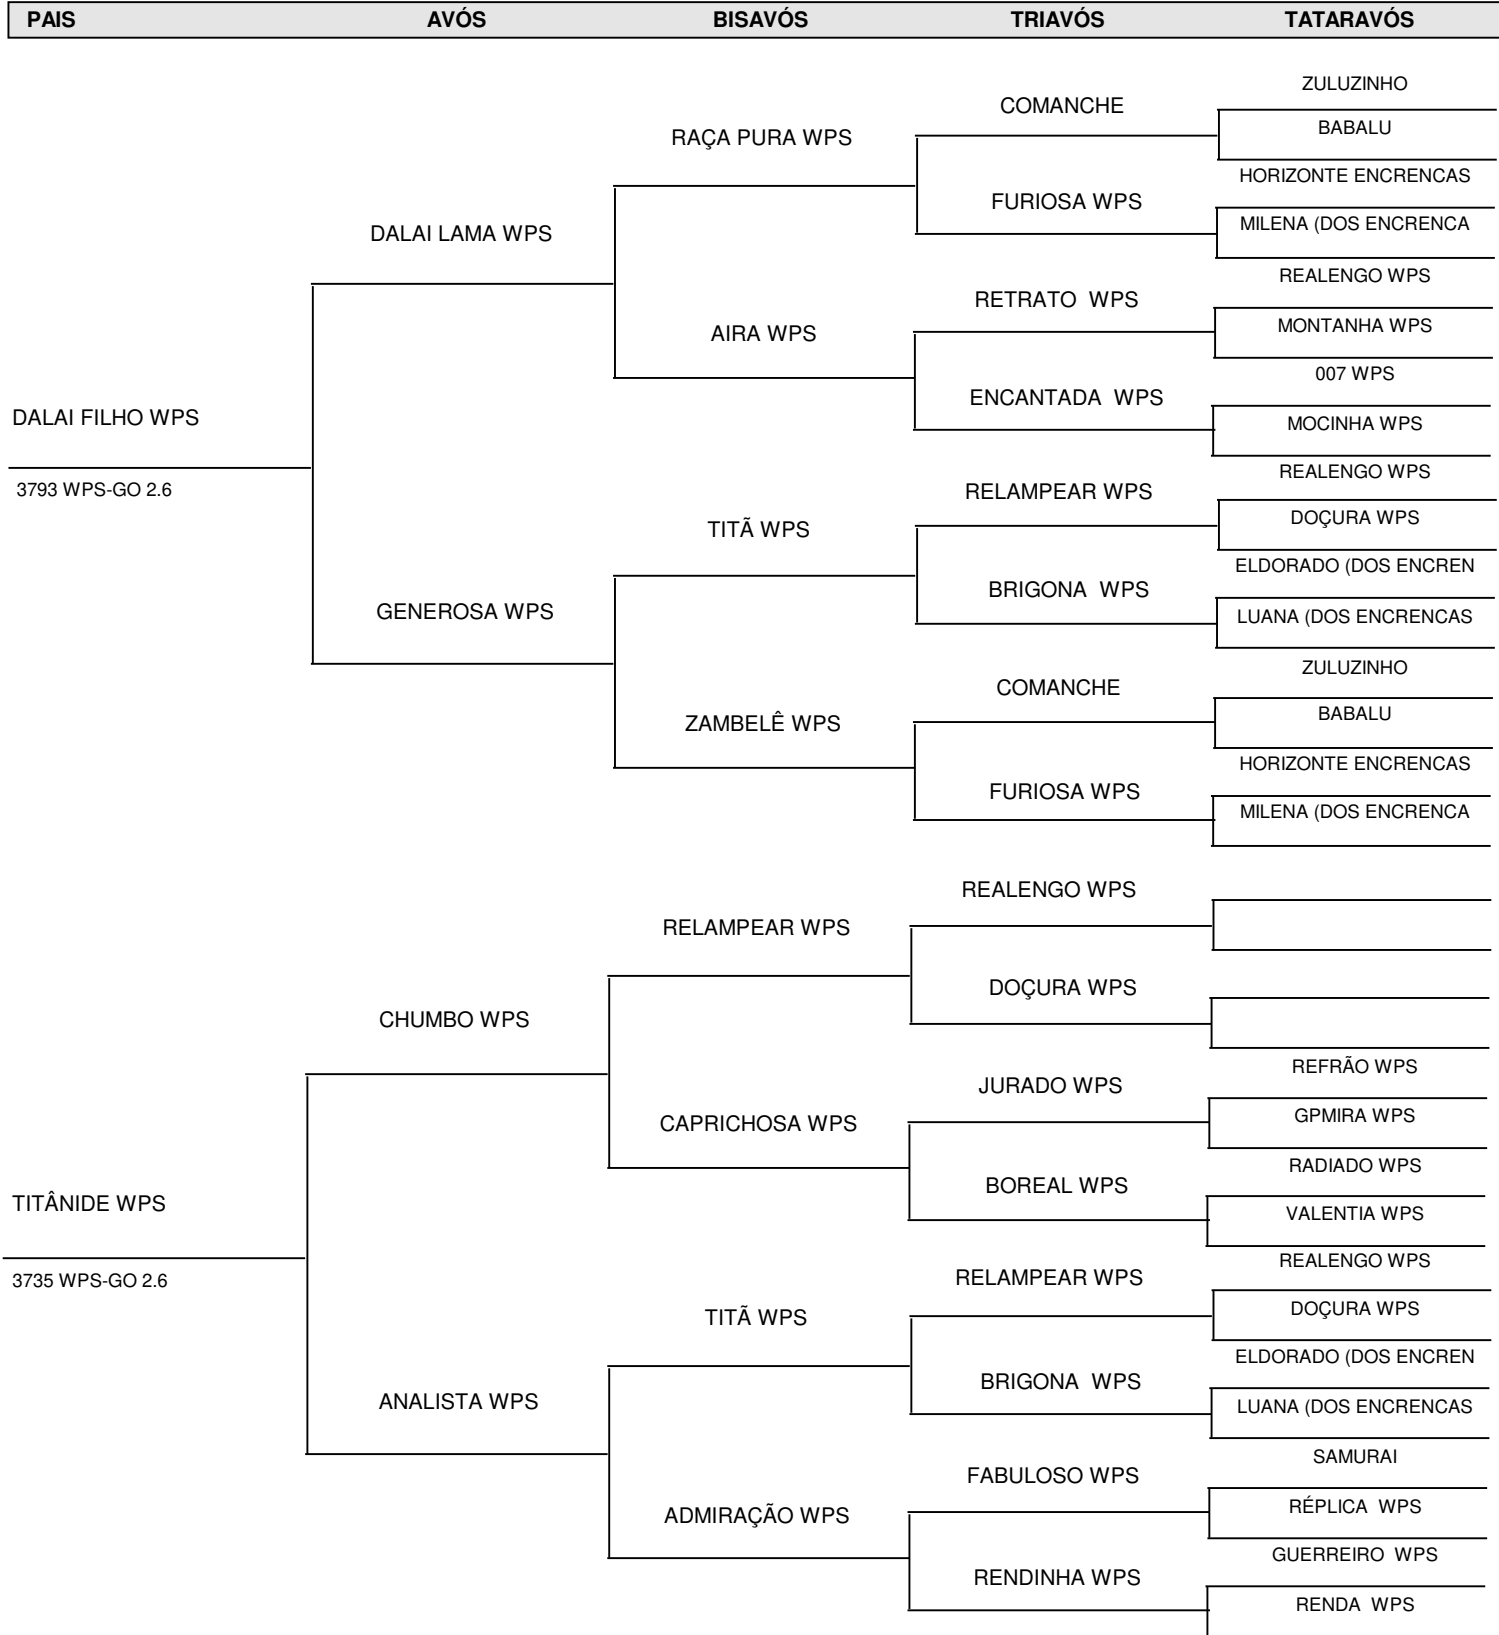 PAIS AVÓS BISAVÓS TRIAVÓS TATARAVÓS
ZULUZINHO
COMANCHE
BABALU
RAÇA PURA WPS
HORIZONTE ENCRENCAS
FURIOSA WPS
MILENA (DOS ENCRENCA
DALAI LAMA WPS
REALENGO WPS
RETRATO WPS
MONTANHA WPS
AIRA WPS
007 WPS
ENCANTADA WPS
MOCINHA WPS
DALAI FILHO WPS
3793 WPS-GO 2.6
REALENGO WPS
RELAMPEAR WPS
DOÇURA WPS
TITÃ WPS
ELDORADO (DOS ENCREN
BRIGONA WPS
LUANA (DOS ENCRENCAS
GENEROSA WPS
ZULUZINHO
COMANCHE
BABALU
ZAMBELÊ WPS
HORIZONTE ENCRENCAS
FURIOSA WPS
MILENA (DOS ENCRENCA
REALENGO WPS
RELAMPEAR WPS
DOÇURA WPS
CHUMBO WPS
REFRÃO WPS
JURADO WPS
GPMIRA WPS
CAPRICHOSA WPS
RADIADO WPS
BOREAL WPS
VALENTIA WPS
TITÂNIDE WPS
3735 WPS-GO 2.6
REALENGO WPS
RELAMPEAR WPS
DOÇURA WPS
TITÃ WPS
ELDORADO (DOS ENCREN
BRIGONA WPS
LUANA (DOS ENCRENCAS
ANALISTA WPS
SAMURAI
FABULOSO WPS
RÉPLICA WPS
ADMIRAÇÃO WPS
GUERREIRO WPS
RENDINHA WPS
RENDA WPS